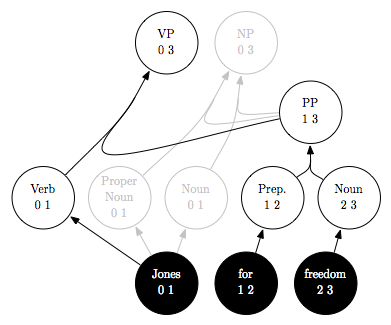 VP
0 3
NP
0 3
PP
1 3
Verb
0 1
Proper
Noun
0 1
Noun
0 1
Prep.
1 2
Noun
2 3
Jones
0 1
for
1 2
freedom
2 3